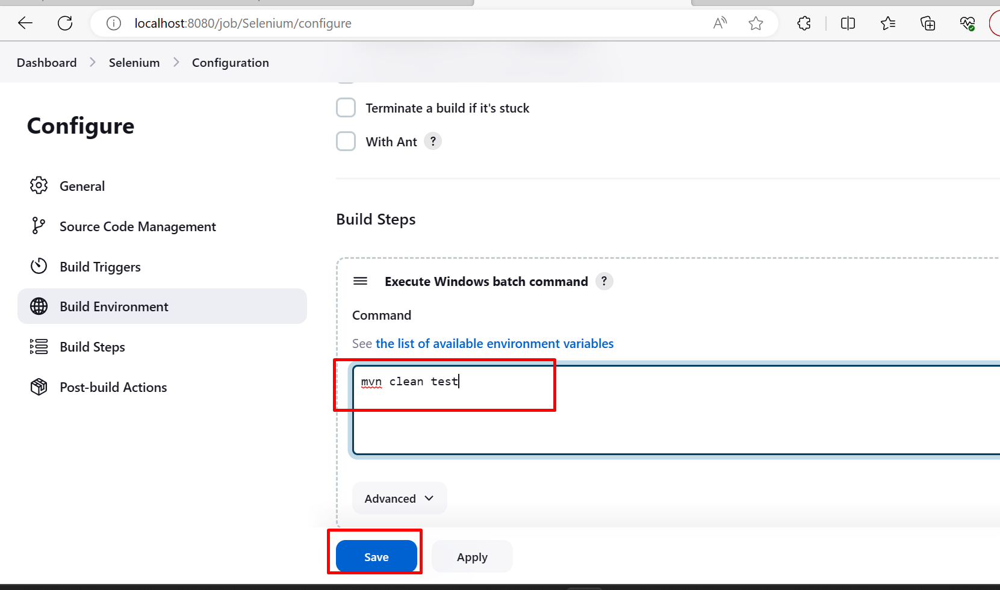 localhost:8080/job/Selenium/configure
Dashboard > Selenium > Configuration
Configure
General
Source Code Management
Build Triggers
Build Environment
Build Steps
Post-build Actions
Terminate a build if it's stuck
With Ant ?
Build Steps
Execute Windows batch command ?
Command
See the list of available environment variables
mvn clean test
Advanced
Save
Apply